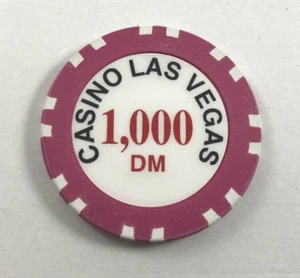 CASINO LAS VEGAS
1,000
DM